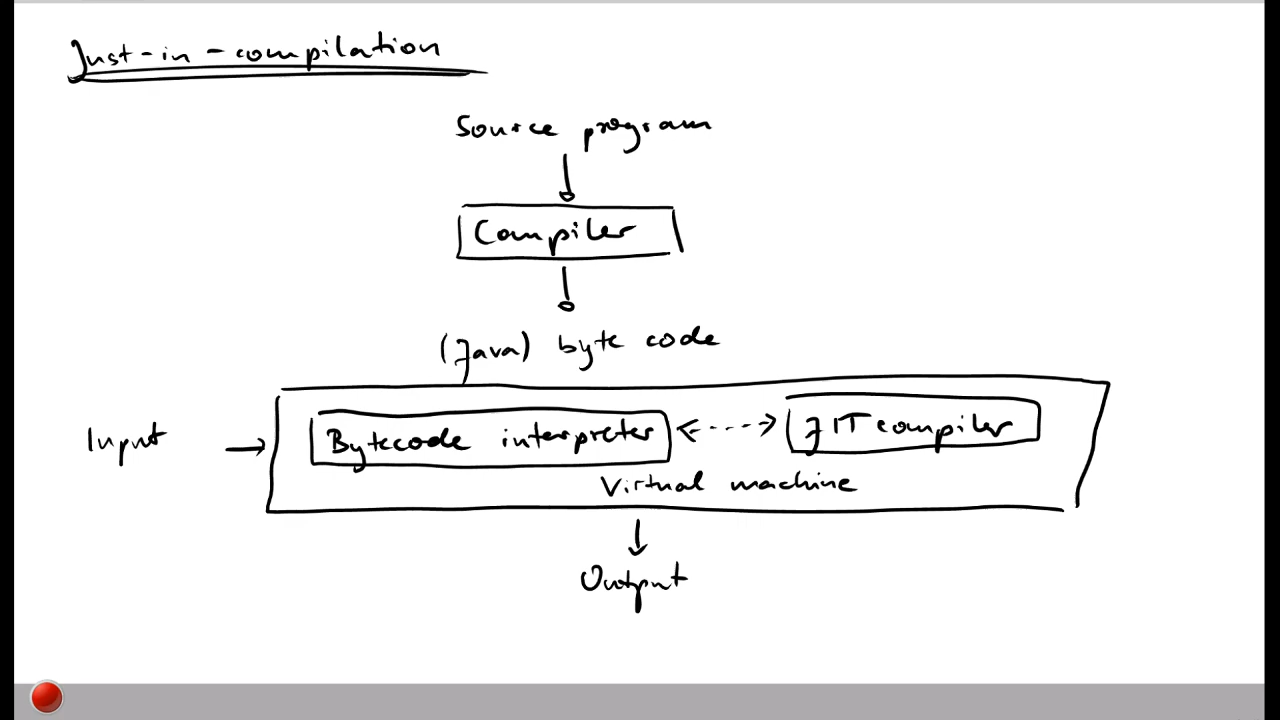 Just-in-compilation
Source program
Compiler
(Java) byte code
Bytecode interpreter
JIT compiler
Input
Virtual machine
Output